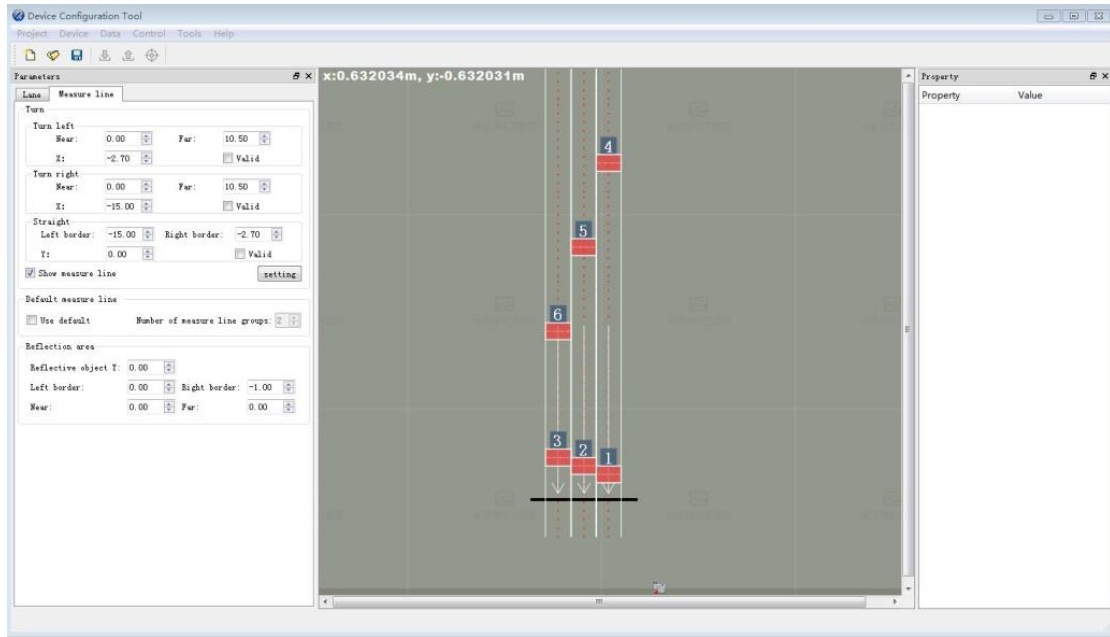 Device Configuration Tool
Project Device Data Control Tools Help
Parameters
Lane Measure line
Turn
Turn left
Near: 0.00 Far: 10.50
X: -2.70 Valid
Turn right
Near: 0.00 Far: 10.50
X: -15.00 Valid
Straight
Left border: -15.00 Right border: -2.70
Y: 0.00 Valid
Show measure line setting
Default measure line
Use default Number of measure line groups: 2
Reflection area
Reflective object Y: 0.00
Left border: 0.00 Right border: -1.00
Near: 0.00 Far: 0.00
x:0.632034m, y:-0.632031m
4
5
6
3 2 1
Property
Property Value